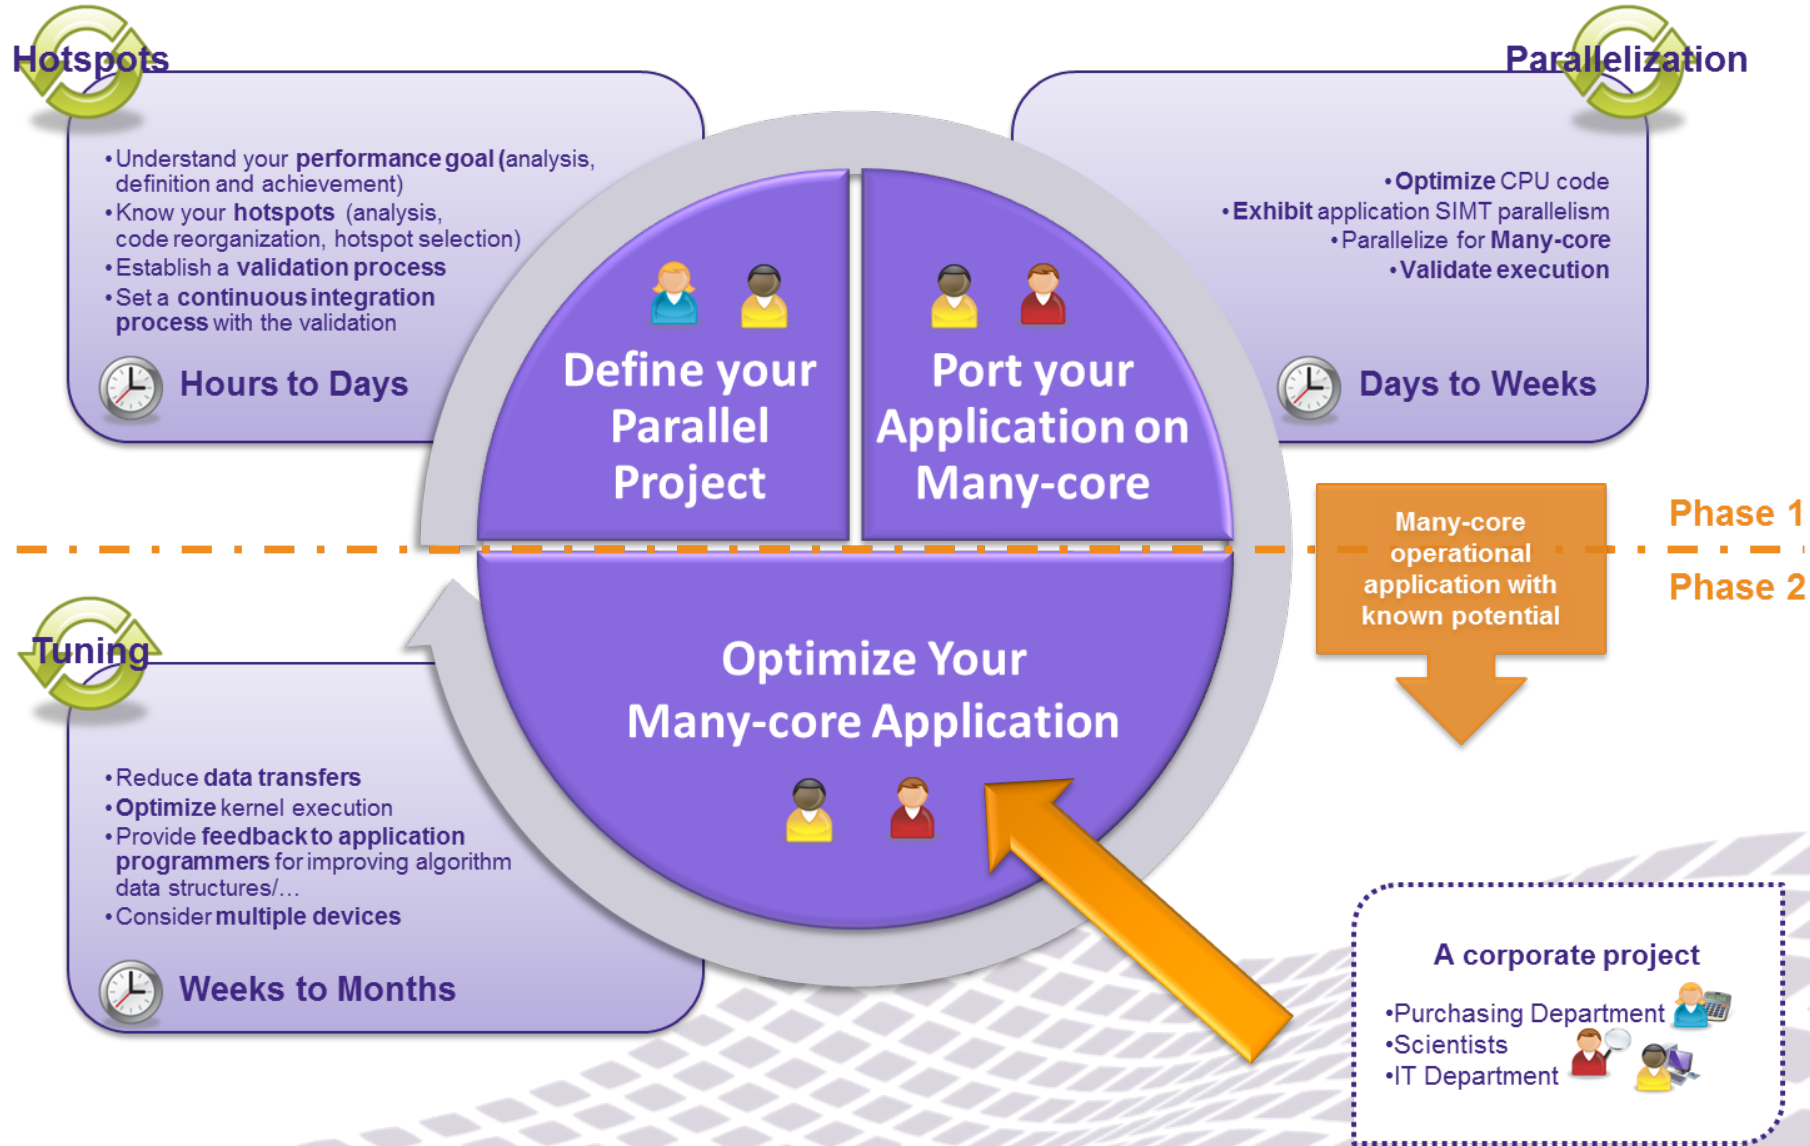 Hotspots
•Understand your performance goal (analysis,
definition and achievement)
•Know your hotspots (analysis,
code reorganization, hotspot selection)
•Establish a validation process
•Set a continuous integration
process with the validation
Hours to Days
Parallelization
•Optimize CPU code
•Exhibit application SIMT parallelism
•Parallelize for Many-core
•Validate execution
Days to Weeks
Define your
Parallel
Project
Port your
Application on
Many-core
Many-core
operational
application with
known potential
Phase 1
Phase 2
Optimize Your
Many-core Application
Tuning
•Reduce data transfers
•Optimize kernel execution
•Provide feedback to application
programmers for improving algorithm
data structures/...
•Consider multiple devices
Weeks to Months
A corporate project
•Purchasing Department
•Scientists
•IT Department